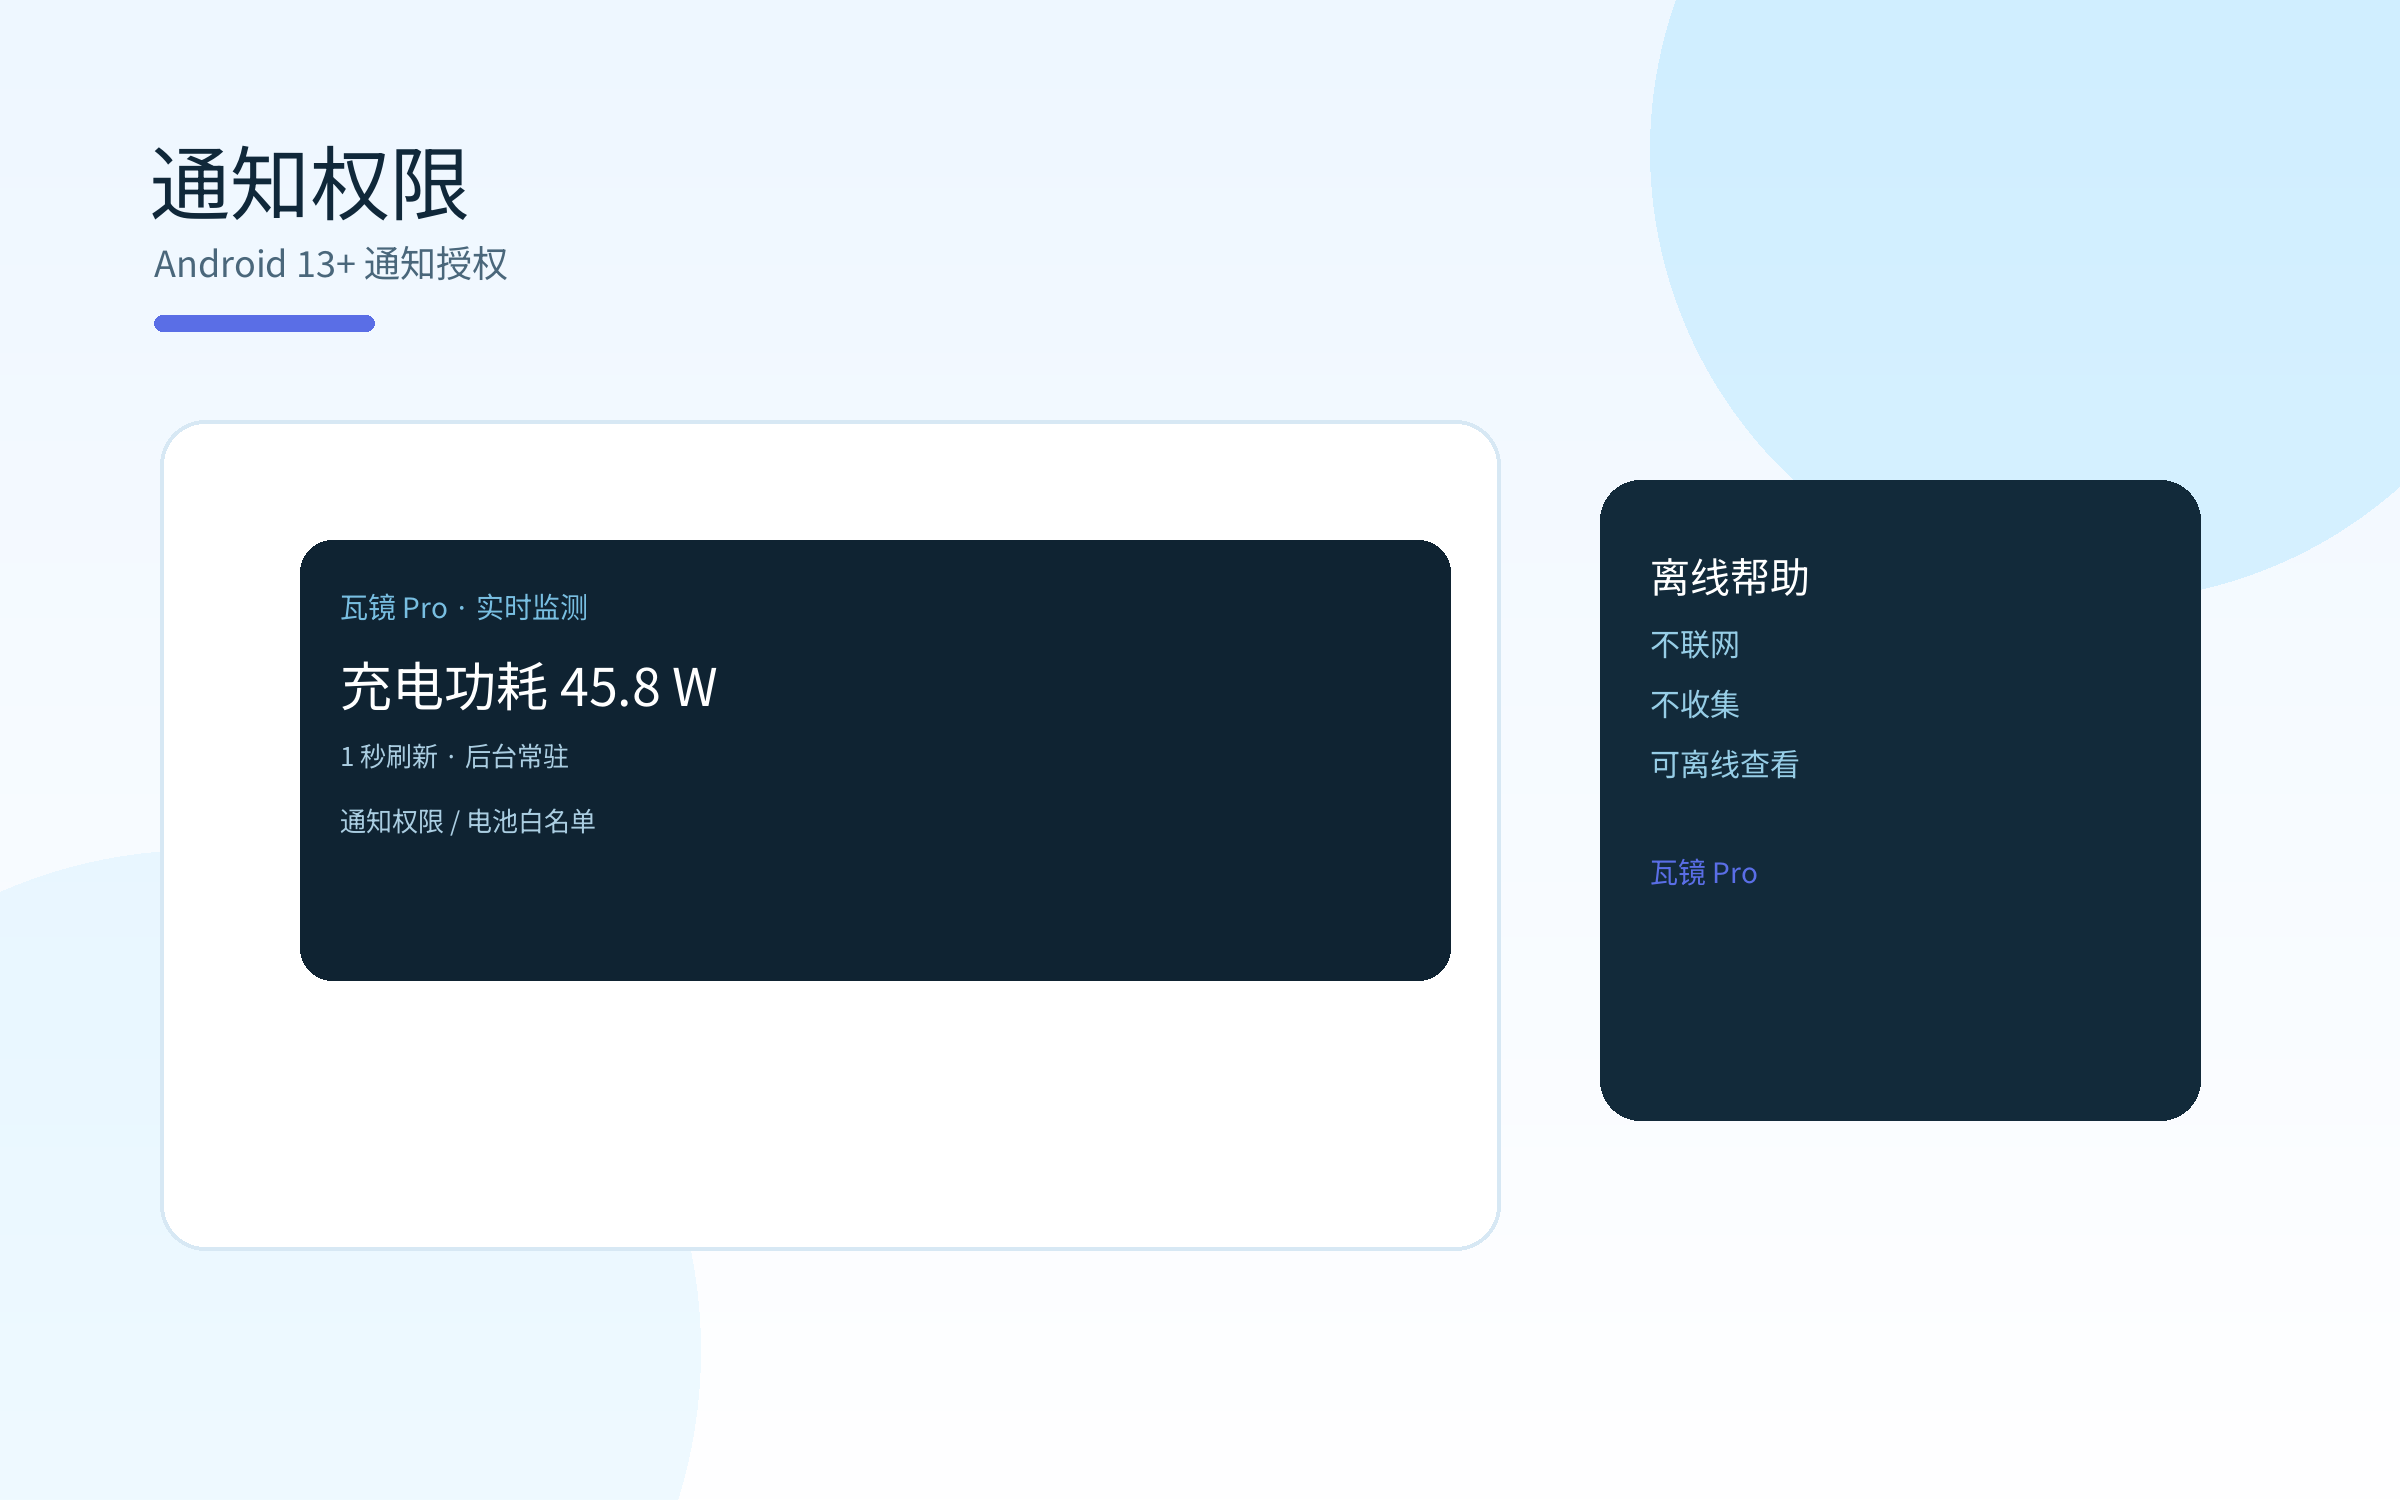 通知权限
Android 13+ 通知授权
瓦镜 Pro · 实时监测
充电功耗 45.8 W
1 秒刷新 · 后台常驻
通知权限 / 电池白名单
离线帮助
不联网
不收集
可离线查看
瓦镜 Pro